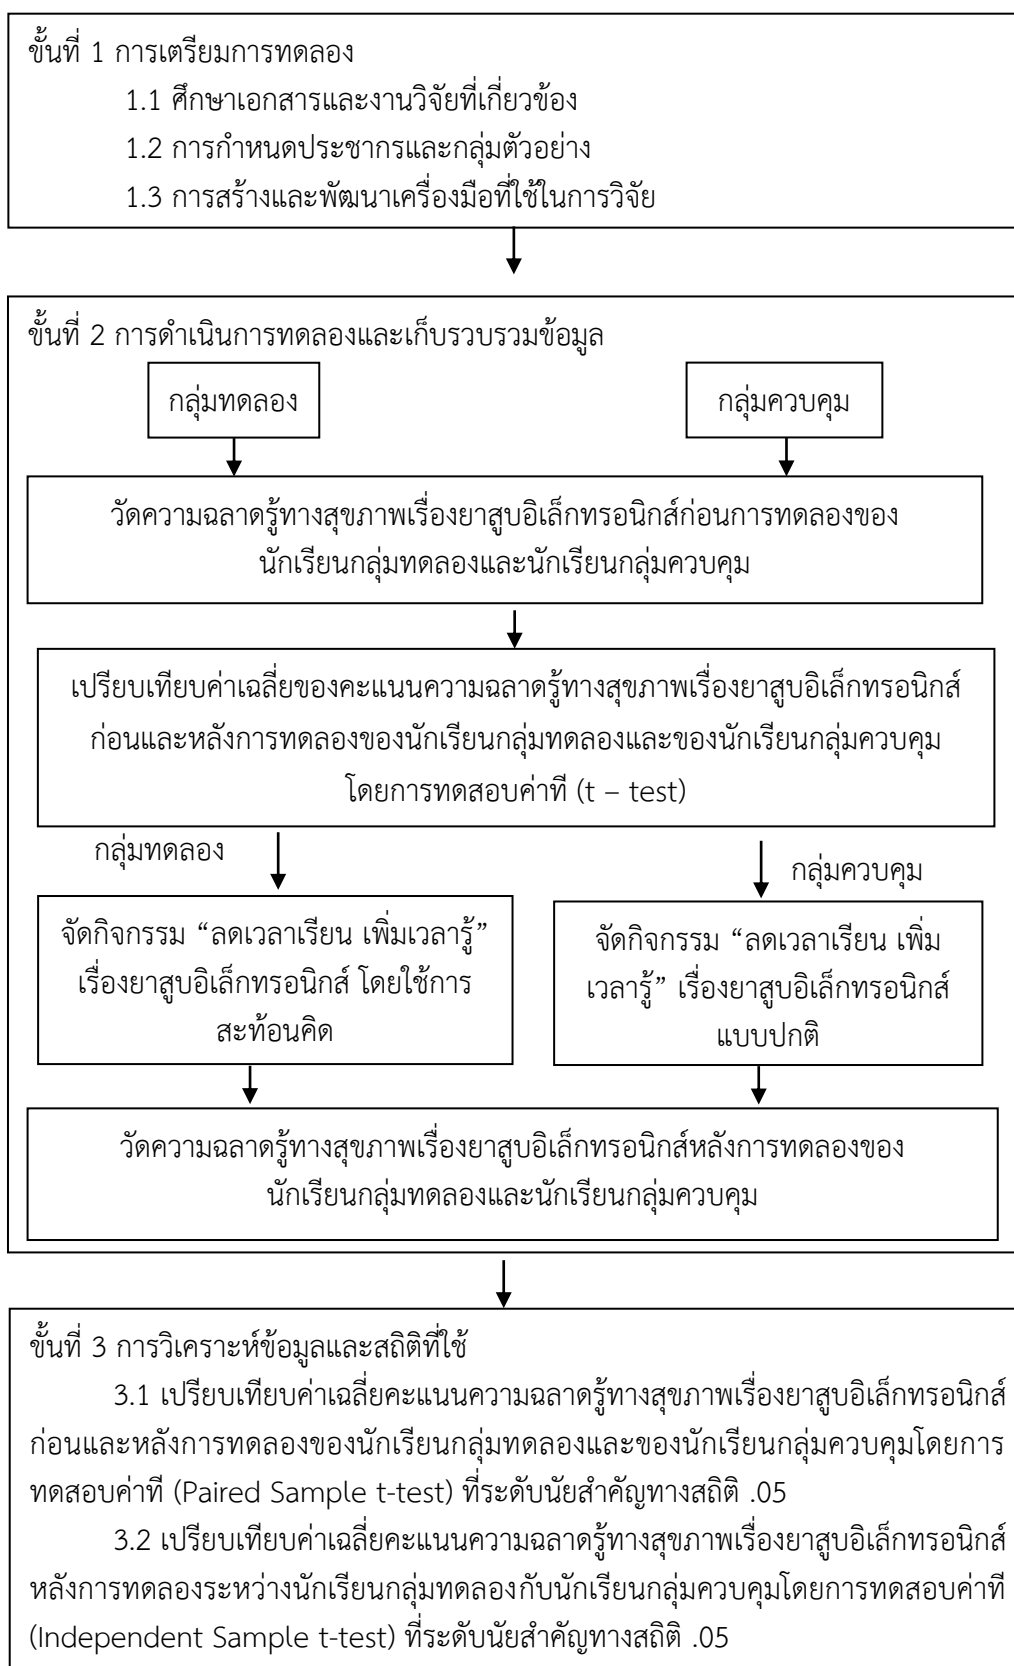 ขั้นที่ 1 การเตรียมการทดลอง
1.1 ศึกษาเอกสารและงานวิจัยที่เกี่ยวข้อง
1.2 การกำหนดประชากรและกลุ่มตัวอย่าง
1.3 การสร้างและพัฒนาเครื่องมือที่ใช้ในการวิจัย
ขั้นที่ 2 การดำเนินการทดลองและเก็บรวบรวมข้อมูล
กลุ่มทดลอง
กลุ่มควบคุม
วัดความฉลาดรู้ทางสุขภาพเรื่องยาสูบอิเล็กทรอนิกส์ก่อนการทดลองของ
นักเรียนกลุ่มทดลองและนักเรียนกลุ่มควบคุม
เปรียบเทียบค่าเฉลี่ยของคะแนนความฉลาดรู้ทางสุขภาพเรื่องยาสูบอิเล็กทรอนิกส์
ก่อนและหลังการทดลองของนักเรียนกลุ่มทดลองและของนักเรียนกลุ่มควบคุม
โดยการทดสอบค่าที (t – test)
กลุ่มทดลอง
กลุ่มควบคุม
จัดกิจกรรม “ลดเวลาเรียน เพิ่มเวลารู้”
เรื่องยาสูบอิเล็กทรอนิกส์ โดยใช้การ
สะท้อนคิด
จัดกิจกรรม “ลดเวลาเรียน เพิ่ม
เวลารู้” เรื่องยาสูบอิเล็กทรอนิกส์
แบบปกติ
วัดความฉลาดรู้ทางสุขภาพเรื่องยาสูบอิเล็กทรอนิกส์หลังการทดลองของ
นักเรียนกลุ่มทดลองและนักเรียนกลุ่มควบคุม
ขั้นที่ 3 การวิเคราะห์ข้อมูลและสถิติที่ใช้
3.1 เปรียบเทียบค่าเฉลี่ยคะแนนความฉลาดรู้ทางสุขภาพเรื่องยาสูบอิเล็กทรอนิกส์
ก่อนและหลังการทดลองของนักเรียนกลุ่มทดลองและของนักเรียนกลุ่มควบคุมโดยการ
ทดสอบค่าที (Paired Sample t-test) ที่ระดับนัยสำคัญทางสถิติ .05
3.2 เปรียบเทียบค่าเฉลี่ยคะแนนความฉลาดรู้ทางสุขภาพเรื่องยาสูบอิเล็กทรอนิกส์
หลังการทดลองระหว่างนักเรียนกลุ่มทดลองกับนักเรียนกลุ่มควบคุมโดยการทดสอบค่าที
(Independent Sample t-test) ที่ระดับนัยสำคัญทางสถิติ .05